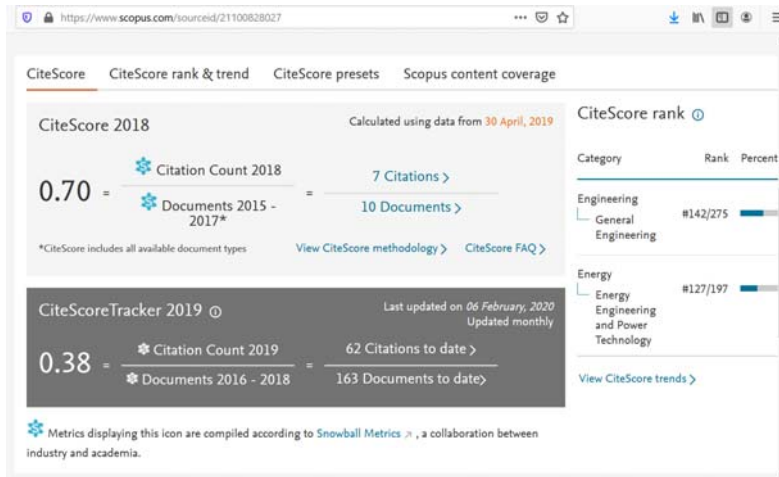 https://www.scopus.com/sourceid/21100828027
CiteScore CiteScore rank & trend CiteScore presets Scopus content coverage
CiteScore 2018
Calculated using data from 30 April, 2019
0.70 = Citation Count 2018 = 7 Citations >
Documents 2015 - 10 Documents >
2017*
*CiteScore includes all available document types View CiteScore methodology > CiteScore FAQ >
CiteScoreTracker 2019
Last updated on 06 February, 2020
Updated monthly
0.38 = Citation Count 2019 = 62 Citations to date >
Documents 2016 - 2018 163 Documents to date>
Metrics displaying this icon are compiled according to Snowball Metrics ↗ , a collaboration between
industry and academia.
CiteScore rank
Category Rank Percent
Engineering
General #142/275
Engineering
Energy
Energy #127/197
Engineering
and Power
Technology
View CiteScore trends >